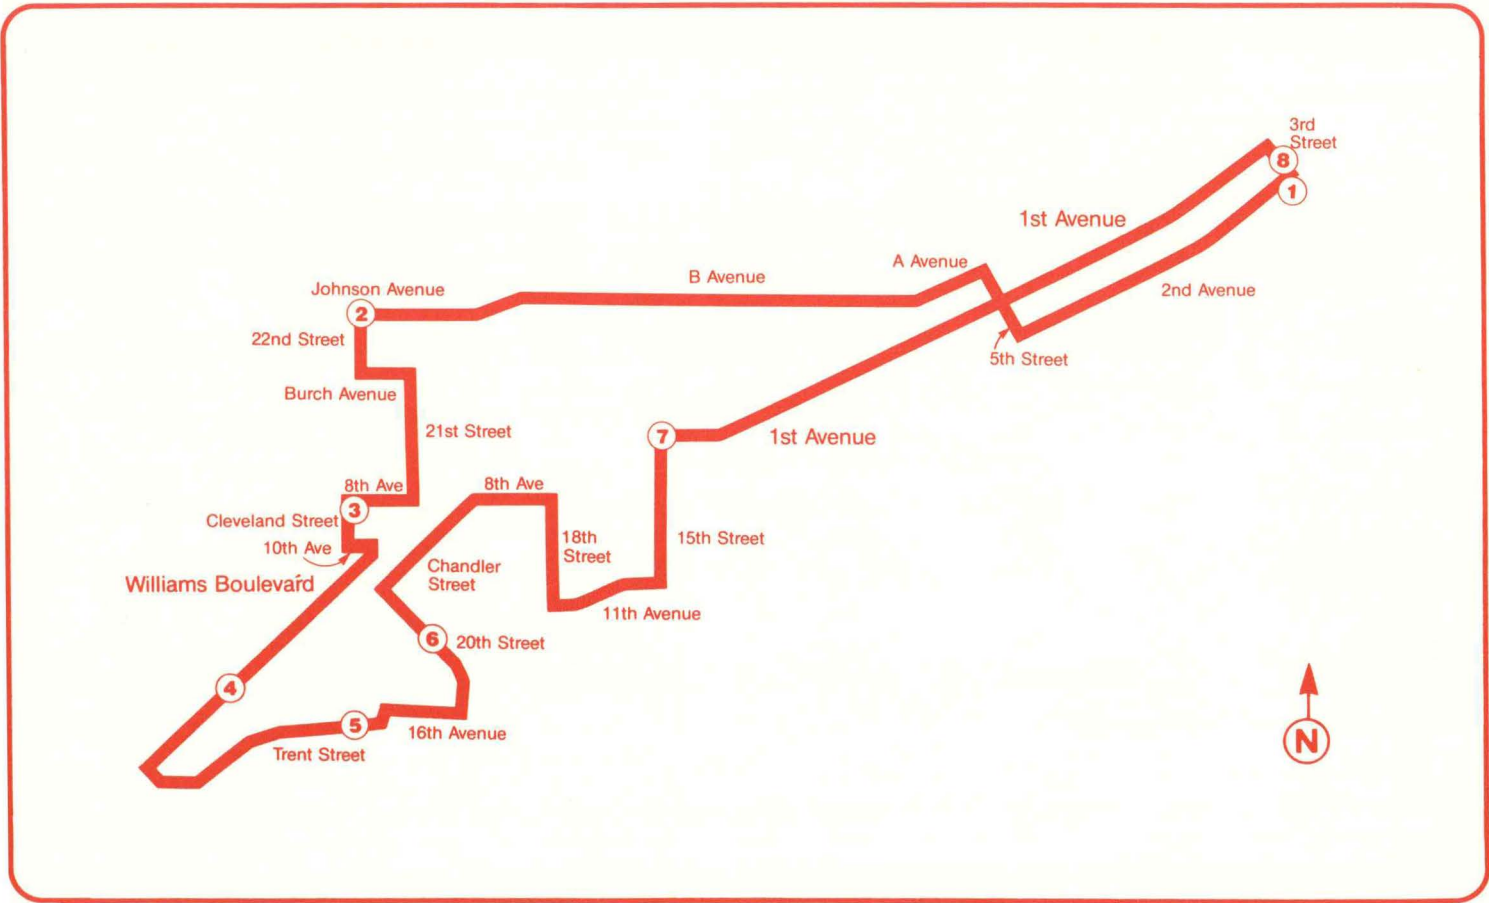 3rd
Street
8
1
1st Avenue
A Avenue
B Avenue
2nd Avenue
Johnson Avenue
2
22nd Street
5th Street
Burch Avenue
21st Street
7
1st Avenue
8th Ave
8th Ave
3
Cleveland Street
10th Ave
18th
Street
15th Street
Williams Boulevard
Chandler
Street
11th Avenue
6
20th Street
4
5
16th Avenue
Trent Street
N